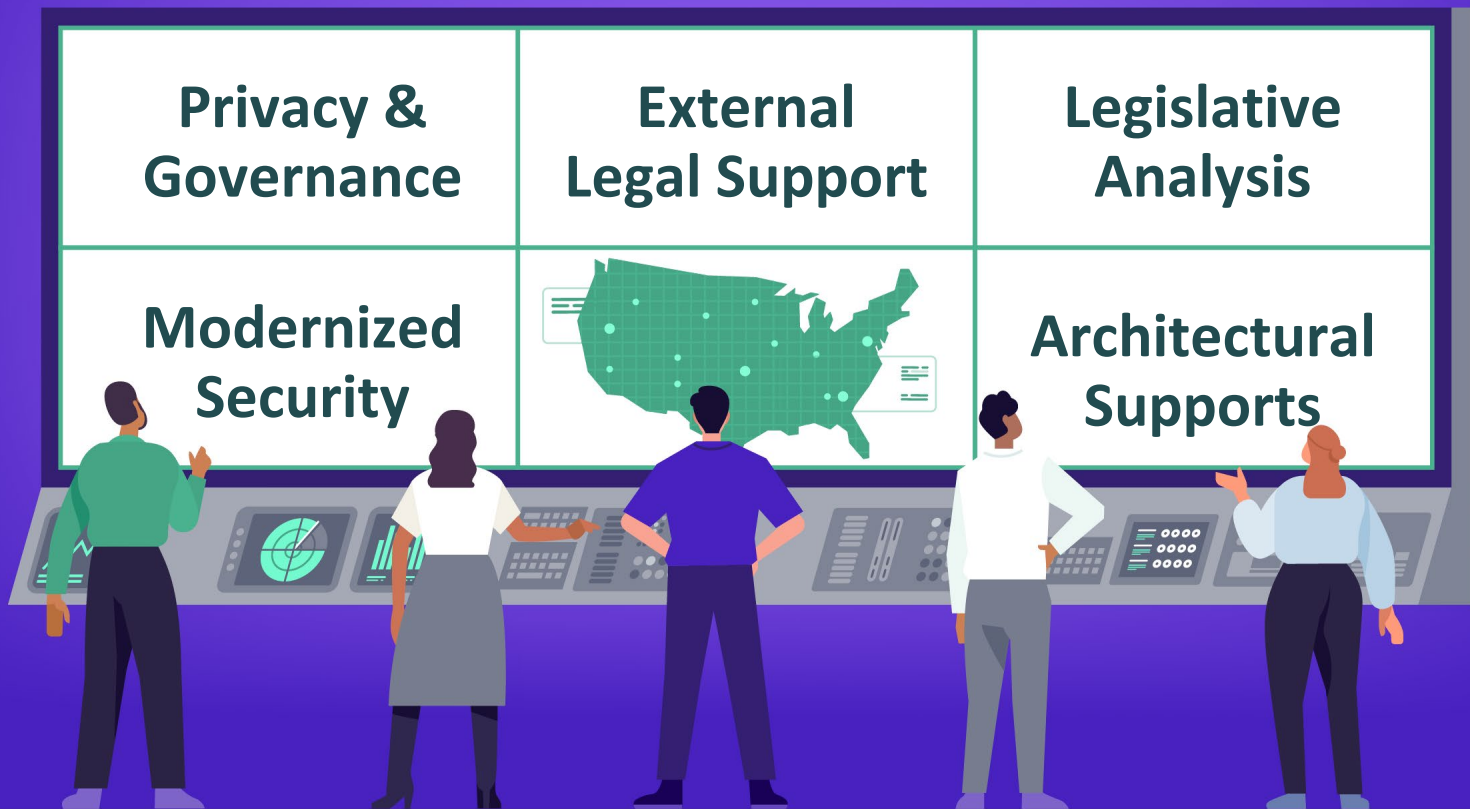 Privacy &
Governance
External
Legal Support
Legislative
Analysis
Modernized
Security
Architectural
Supports